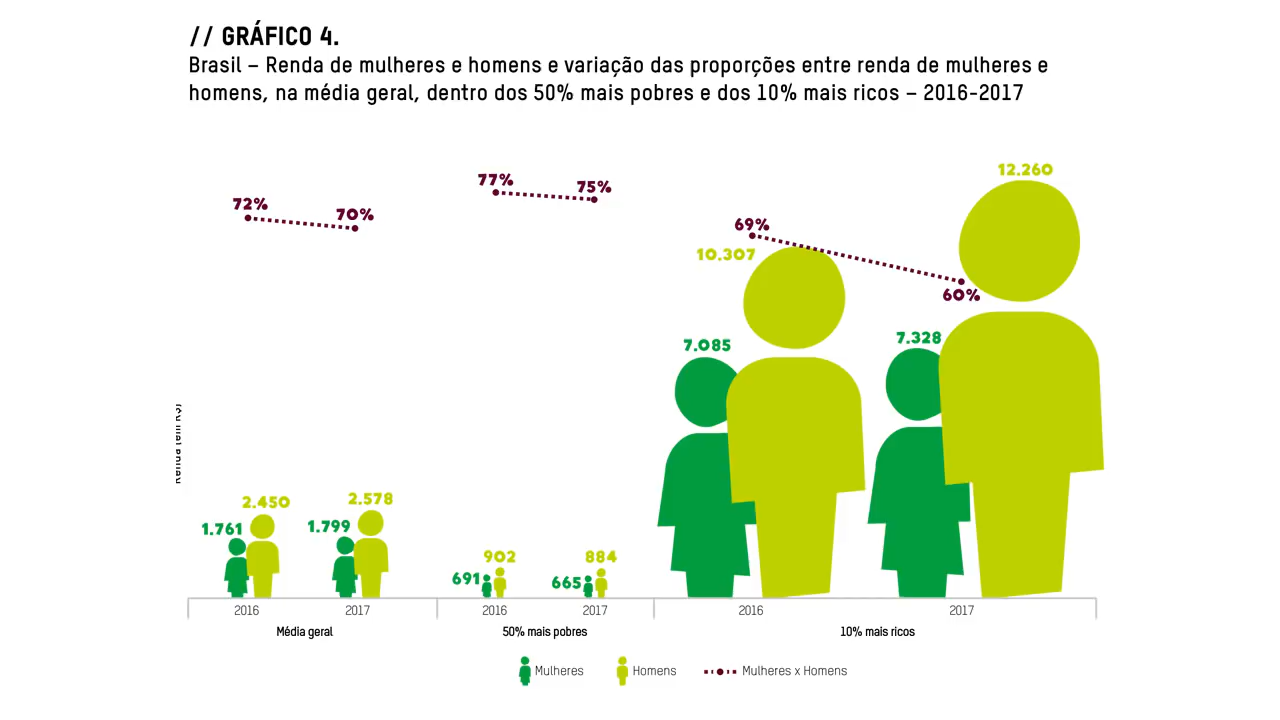 // GRÁFICO 4.
Brasil – Renda de mulheres e homens e variação das proporções entre renda de mulheres e
homens, na média geral, dentro dos 50% mais pobres e dos 10% mais ricos – 2016-2017
12.260
77%
75%
72%
70%
69%
10.307
60%
7.085
7.328
2.450
2.578
1.761
1.799
902
884
691
665
2016
2017
2016
2017
2016
2017
Média geral
50% mais pobres
10% mais ricos
Mulheres
Homens
Mulheres x Homens